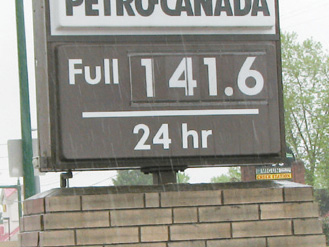 PETRO-CANADA
Full 141.6
24 hr